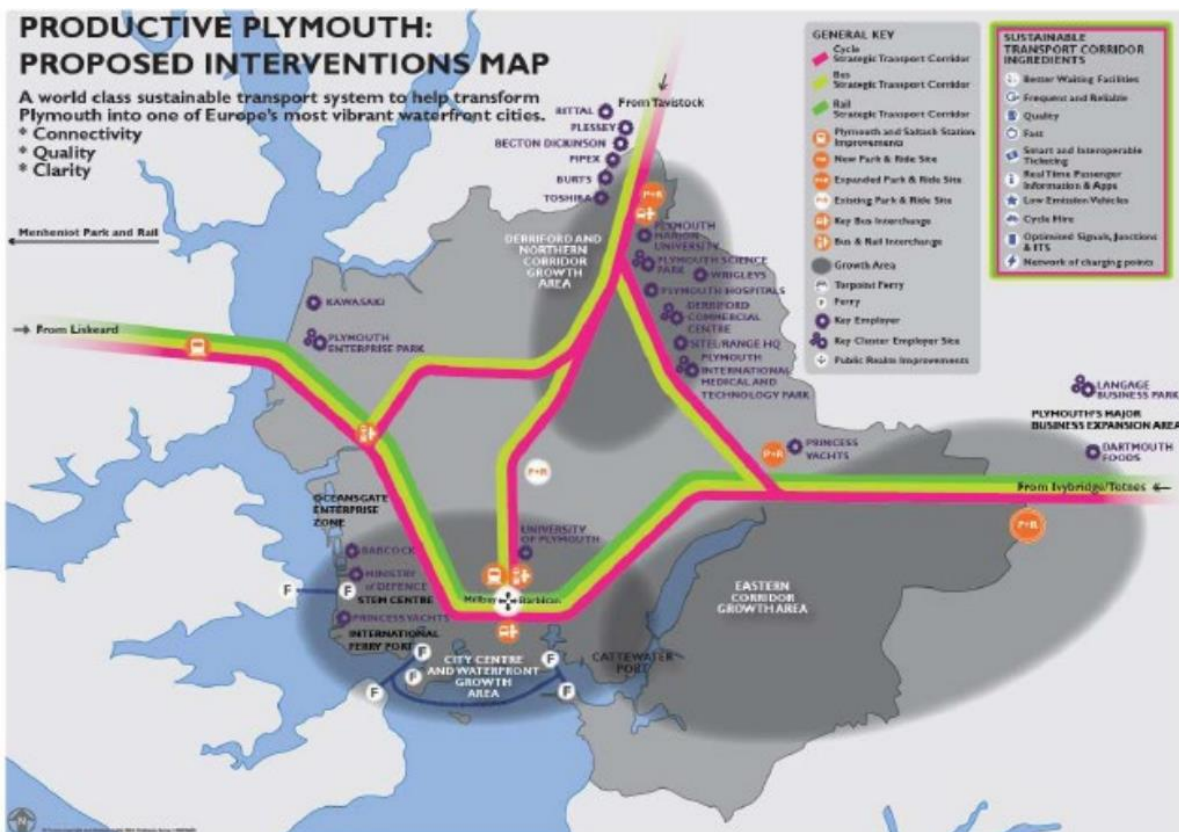 PRODUCTIVE PLYMOUTH:
PROPOSED INTERVENTIONS MAP
A world class sustainable transport system to help transform
Plymouth into one of Europe's most vibrant waterfront cities.
* Connectivity
* Quality
* Clarity
Menheniot Park and Rail
From Liskeard
From Tavistock
RITTAL
PLESSEY
BECTON DICKINSON
PIPEX
BURTS
TOSHIBA
DERRIFORD AND
NORTHERN
CORRIDOR
GROWTH
AREA
P+R
PLYMOUTH
MARJON
UNIVERSITY
PLYMOUTH SCIENCE
PARK
WRIGLEYS
PLYMOUTH HOSPITALS
DERRIFORD
COMMERCIAL
CENTRE
SITEL/RANGE HQ
PLYMOUTH
INTERNATIONAL
MEDICAL AND
TECHNOLOGY PARK
KAWASAKI
PLYMOUTH
ENTERPRISE PARK
P+R
PRINCESS
YACHTS
P+R
LANGAGE
BUSINESS PARK
PLYMOUTH'S MAJOR
BUSINESS EXPANSION AREA
DARTMOUTH
FOODS
From Ivybridge/Totnes
P+R
OCEANSGATE
ENTERPRISE
ZONE
BABCOCK
MINISTRY
of DEFENCE
STEM CENTRE
PRINCESS YACHTS
INTERNATIONAL
FERRY PORT
UNIVERSITY
OF PLYMOUTH
Millbay
Barbican
CITY CENTRE
AND WATERFRONT
GROWTH
AREA
CATTEWATER
PORT
EASTERN
CORRIDOR
GROWTH AREA
F
F
F
F
F
F
F
GENERAL KEY
Cycle
Strategic Transport Corridor
Bus
Strategic Transport Corridor
Rail
Strategic Transport Corridor
Plymouth and Saltash Station
Improvements
New Park & Ride Site
Expanded Park & Ride Site
Existing Park & Ride Site
Key Bus Interchange
Bus & Rail Interchange
Growth Area
Torpoint Ferry
Ferry
Key Employer
Key Cluster Employer Site
Public Realm Improvements
SUSTAINABLE
TRANSPORT CORRIDOR
INGREDIENTS
Better Waiting Facilities
Frequent and Reliable
Quality
Fast
Smart and Interoperable
Ticketing
Real Time Passenger
Information & Apps
Low Emission Vehicles
Cycle Hire
Optimised Signals, Junctions
& ITS
Network of charging points
N